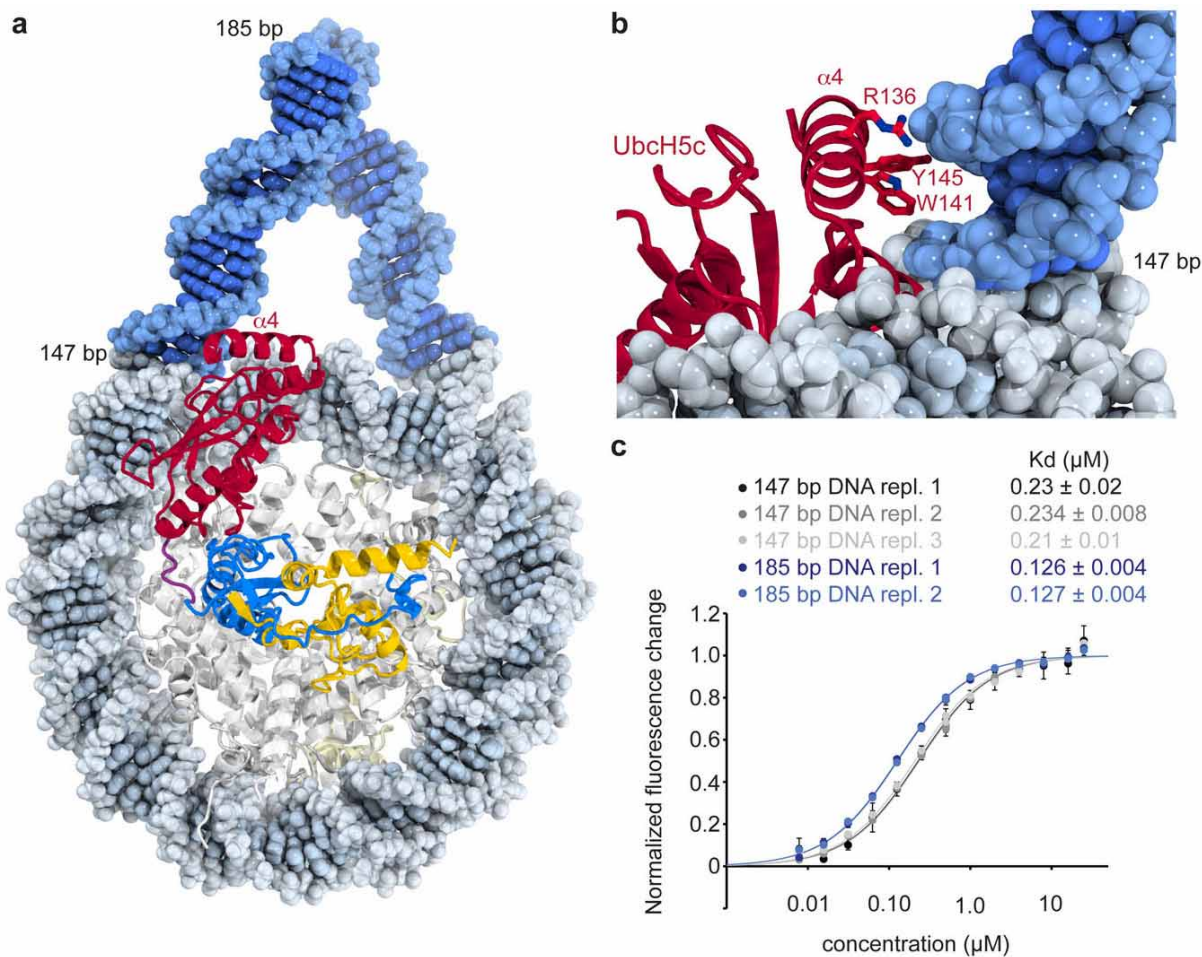 a
185 bp
α4
147 bp
b
α4
R136
UbcH5c
Y145
W141
147 bp
c
Kd (µM)
147 bp DNA repl. 1 0.23 ± 0.02
147 bp DNA repl. 2 0.234 ± 0.008
147 bp DNA repl. 3 0.21 ± 0.01
185 bp DNA repl. 1 0.126 ± 0.004
185 bp DNA repl. 2 0.127 ± 0.004
Normalized fluorescence change
1.2
1.0
0.8
0.6
0.4
0.2
0
0.01 0.10 1.0 10
concentration (µM)